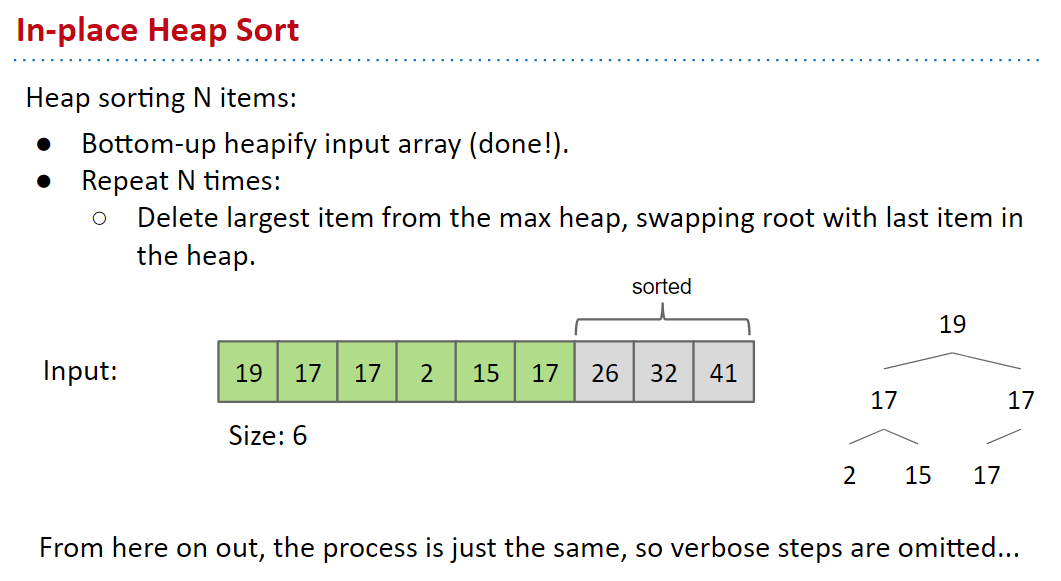 In-place Heap Sort
Heap sorting N items:
● Bottom-up heapify input array (done!).
● Repeat N times:
○ Delete largest item from the max heap, swapping root with last item in
the heap.
sorted
Input:
19 17 17 2 15 17 26 32 41
Size: 6
19
17 17
2 15 17
From here on out, the process is just the same, so verbose steps are omitted...